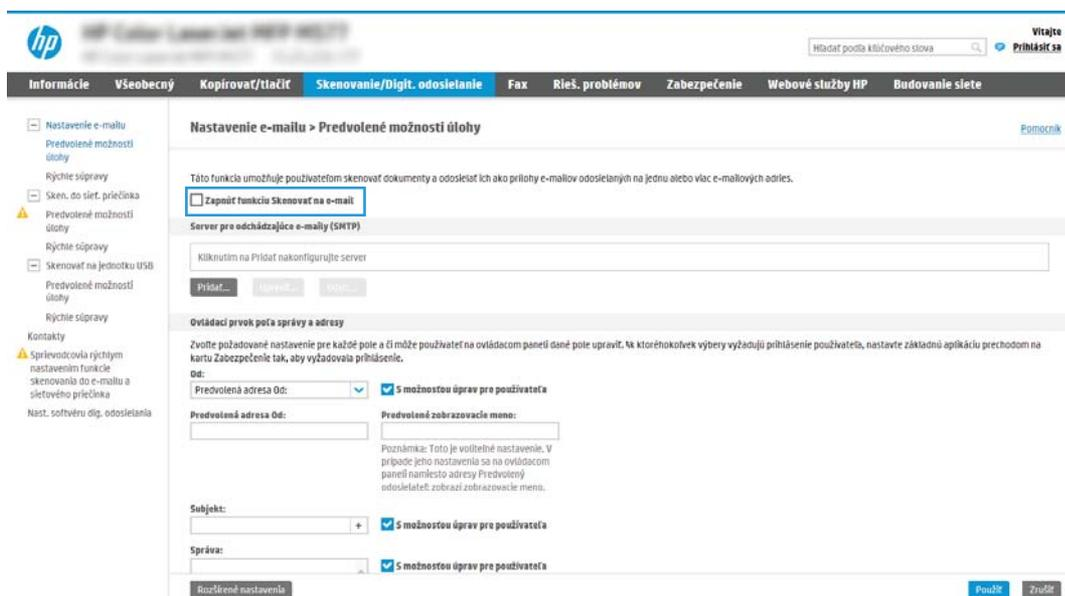 hp
Vitajte
Hľadať podľa kľúčového slova
Prihlásiť sa
Informácie Všeobecný Kopírovať/tlačiť Skenovanie/Digit. odosielanie Fax Rieš. problémov Zabezpečenie Webové služby HP Budovanie siete
Nastavenie e-mailu
Predvolené možnosti
úlohy
Rýchle súpravy
Sken. do sieť. priečinka
Predvolené možnosti
úlohy
Rýchle súpravy
Skenovať na jednotku USB
Predvolené možnosti
úlohy
Rýchle súpravy
Kontakty
Sprievodcovia rýchlym
nastavením funkcie
skenovania do e-mailu a
sieťového priečinka
Nast. softvéru dig. odosielania
Nastavenie e-mailu > Predvolené možnosti úlohy
Pomocník
Táto funkcia umožňuje používateľom skenovať dokumenty a odosielať ich ako prílohy e-mailov odosielaných na jednu alebo viac e-mailových adries.
Zapnúť funkciu Skenovať na e-mail
Server pre odchádzajúce e-maily (SMTP)
Kliknutím na Pridať nakonfigurujte server
Pridať...
Ovládací prvok poľa správy a adresy
Zvoľte požadované nastavenie pre každé pole a či môže používateľ na ovládacom paneli dané pole upraviť. Ak ktoréhokoľvek výbery vyžadujú prihlásenie používateľa, nastavte základnú aplikáciu prechodom na
kartu Zabezpečenie tak, aby vyžadovala prihlásenie.
Od:
Predvolená adresa Od: S možnosťou úprav pre používateľa
Predvolená adresa Od: Predvolené zobrazovacie meno:
Poznámka: Toto je voliteľné nastavenie. V
prípade jeho nastavenia sa na ovládacom
paneli namiesto adresy Predvolený
odosielateľ: zobrazí zobrazovacie meno.
Subjekt:
+ S možnosťou úprav pre používateľa
Správa:
S možnosťou úprav pre používateľa
Rozšírené nastavenia Použiť Zrušiť